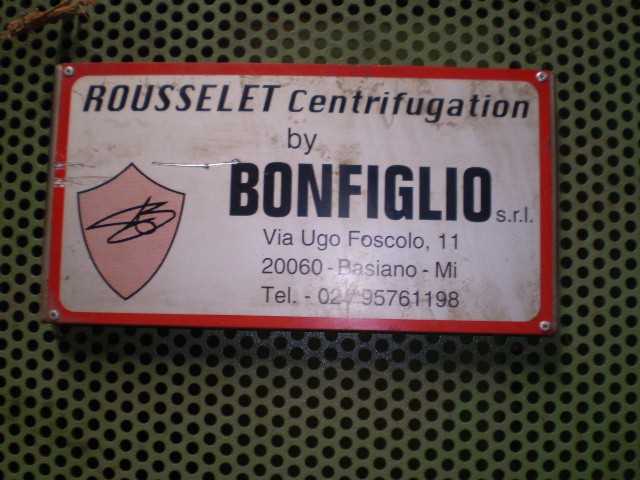 ROUSSELET Centrifugation
by
BONFIGLIO s.r.l.
Via Ugo Foscolo, 11
20060 - Basiano - Mi
Tel. - 02 / 95761198